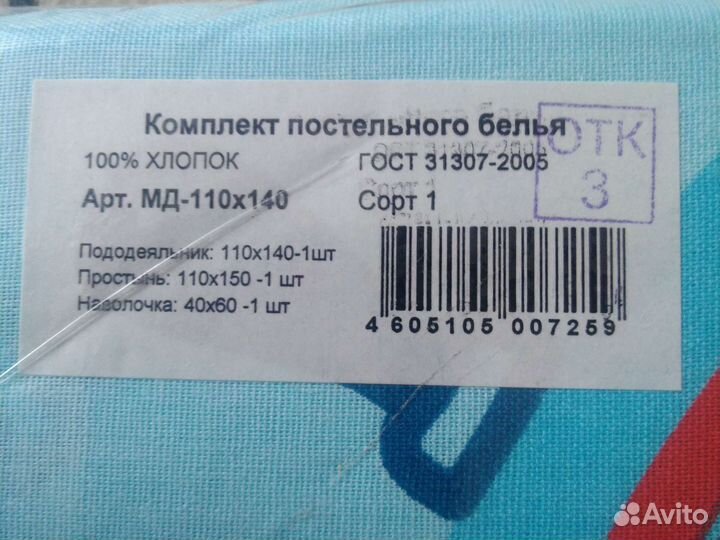 Комплект постельного белья
100% ХЛОПОК
ГОСТ 31307-2005
Арт. МД-110х140
Сорт 1
ОТК
3
Пододеяльник: 110х140-1шт
Простынь: 110х150 -1 шт
Наволочка: 40х60 -1 шт
4 605105 007259
Avito